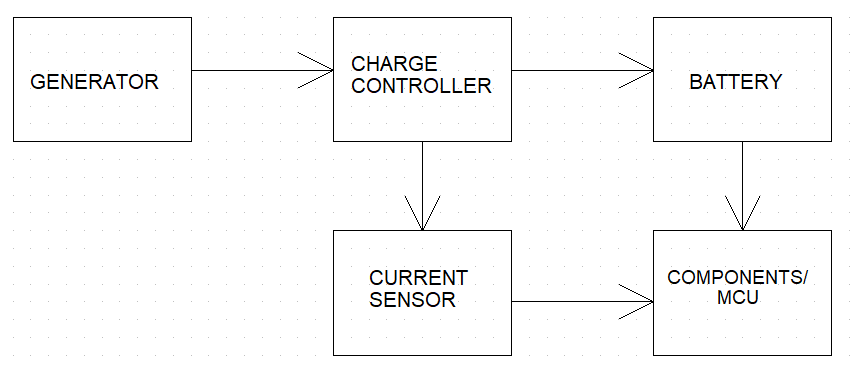 GENERATOR
CHARGE
CONTROLLER
BATTERY
CURRENT
SENSOR
COMPONENTS/
MCU